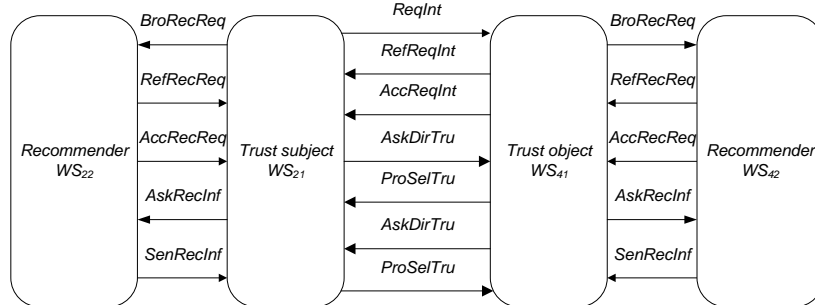 BroRecReq
RefRecReq
AccRecReq
AskRecInf
SenRecInf
Recommender
WS22
Trust subject
WS21
ReqInt
RefReqInt
AccReqInt
AskDirTru
ProSelTru
AskDirTru
ProSelTru
Trust object
WS41
BroRecReq
RefRecReq
AccRecReq
AskRecInf
SenRecInf
Recommender
WS42